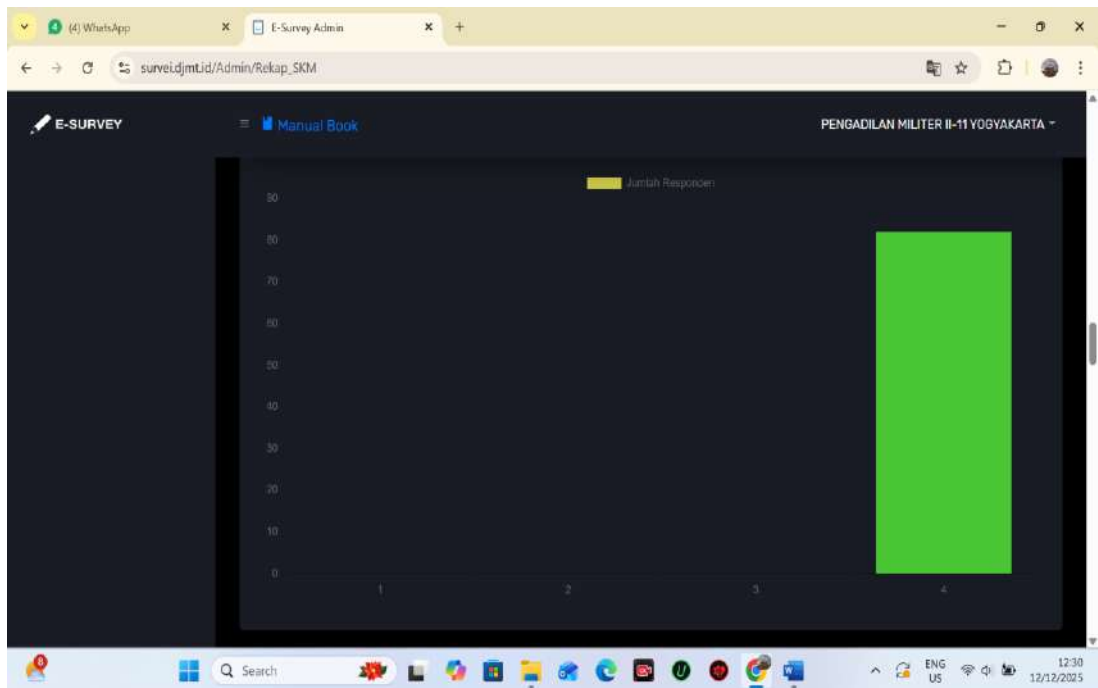 4 (4) WhatsApp
E-Survey Admin
survei.djmt.id/Admin/Rekap_SKM
E-SURVEY
Manual Book
PENGADILAN MILITER II-11 YOGYAKARTA
Jumlah Responden
90
80
70
60
50
40
30
20
10
0
1 2 3 4
8
Search
ENG
US
12:30
12/12/2025